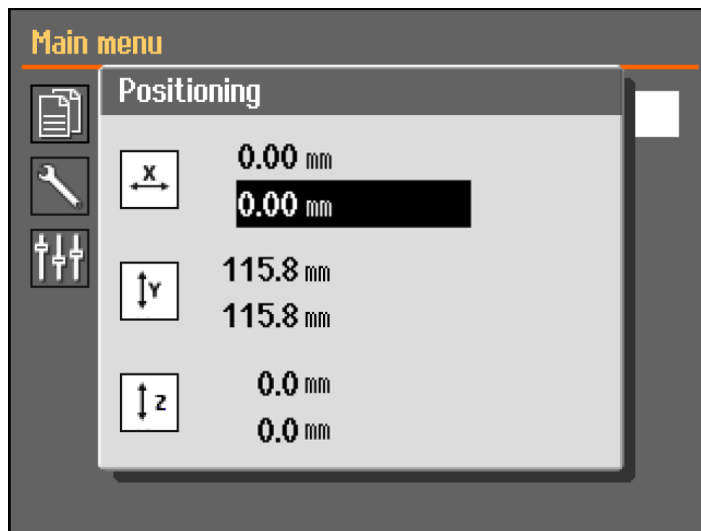 Main menu
Positioning
X
0.00 mm
0.00 mm
Y
115.8 mm
115.8 mm
Z
0.0 mm
0.0 mm